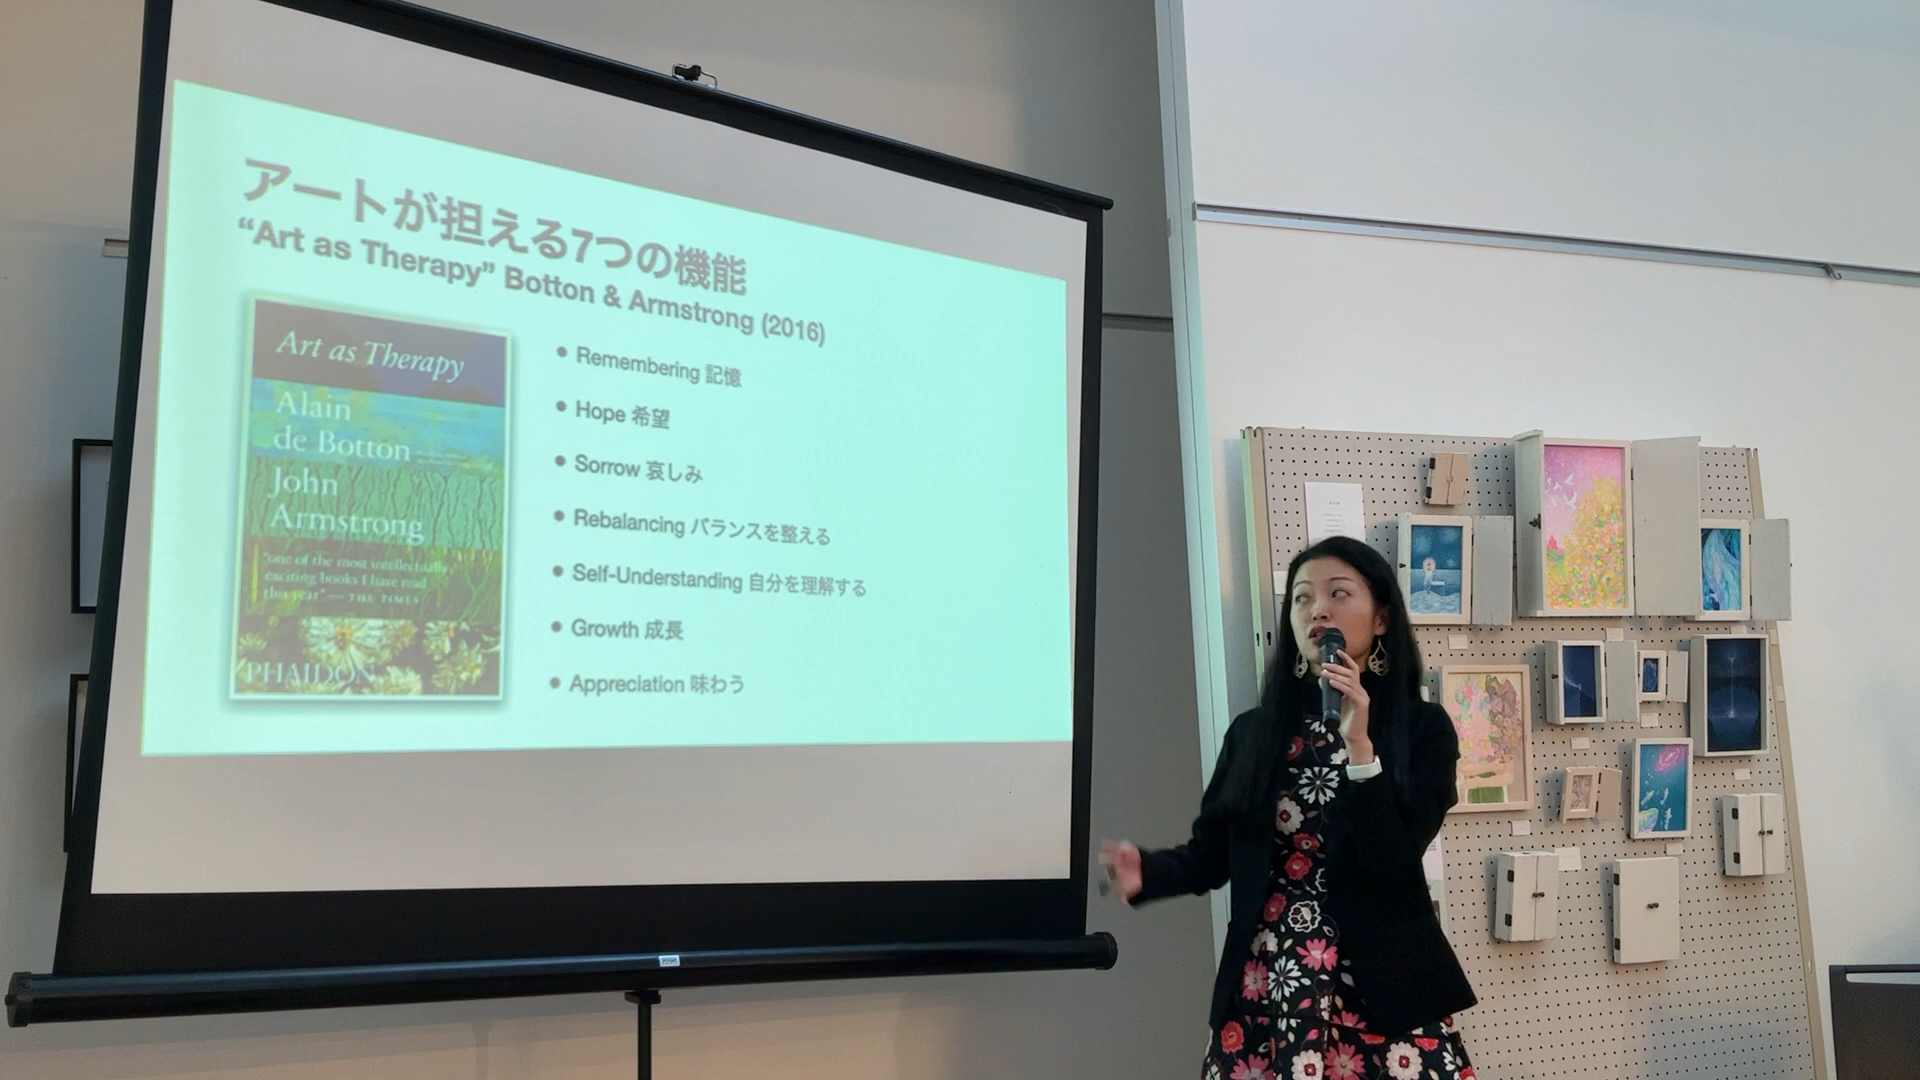 アートが担える7つの機能
“Art as Therapy” Botton & Armstrong (2016)
Art as Therapy
Alain
de Botton
John
Armstrong
"one of the most intellectually
exciting books I have read
this year"— THE TIMES
PHAIDON
• Remembering 記憶
• Hope 希望
• Sorrow 哀しみ
• Rebalancing バランスを整える
• Self-Understanding 自分を理解する
• Growth 成長
• Appreciation 味わう